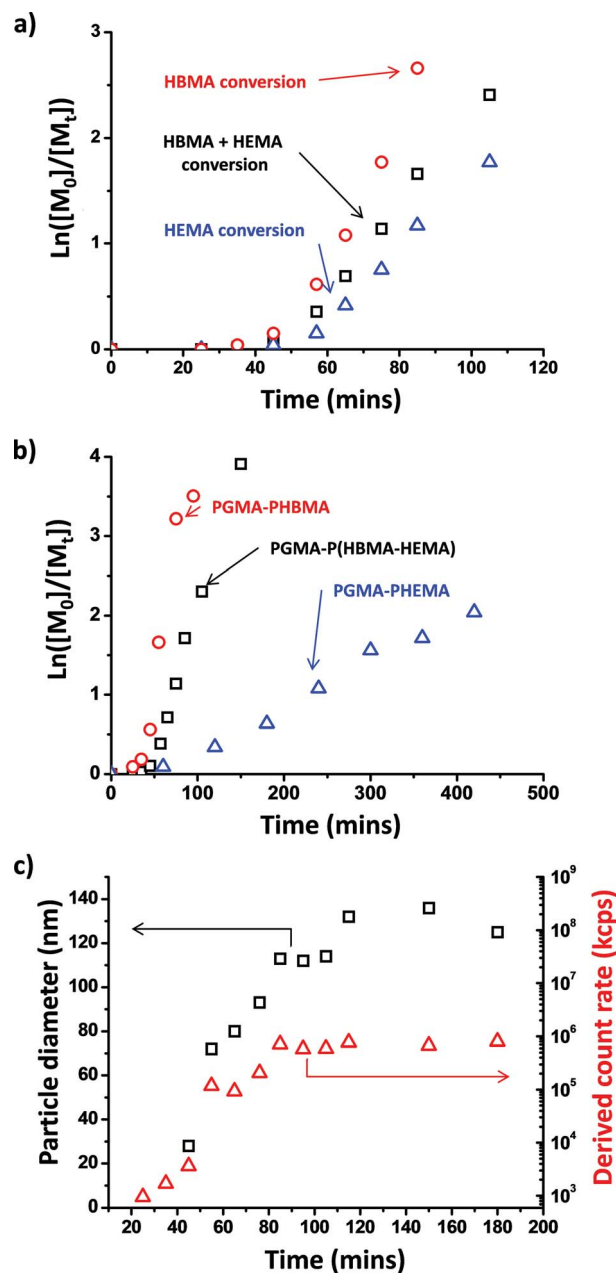 a)
3
2
1
0
Ln([M₀]/[Mₜ])
HBMA conversion
HBMA + HEMA
conversion
HEMA conversion
0 20 40 60 80 100 120
Time (mins)
b)
4
3
2
1
0
Ln([M₀]/[Mₜ])
PGMA-PHBMA
PGMA-P(HBMA-HEMA)
PGMA-PHEMA
0 100 200 300 400 500
Time (mins)
c)
140
120
100
80
60
40
20
0
Particle diameter (nm)
10⁹
10⁸
10⁷
10⁶
10⁵
10⁴
10³
Derived count rate (kcps)
20 40 60 80 100 120 140 160 180 200
Time (mins)